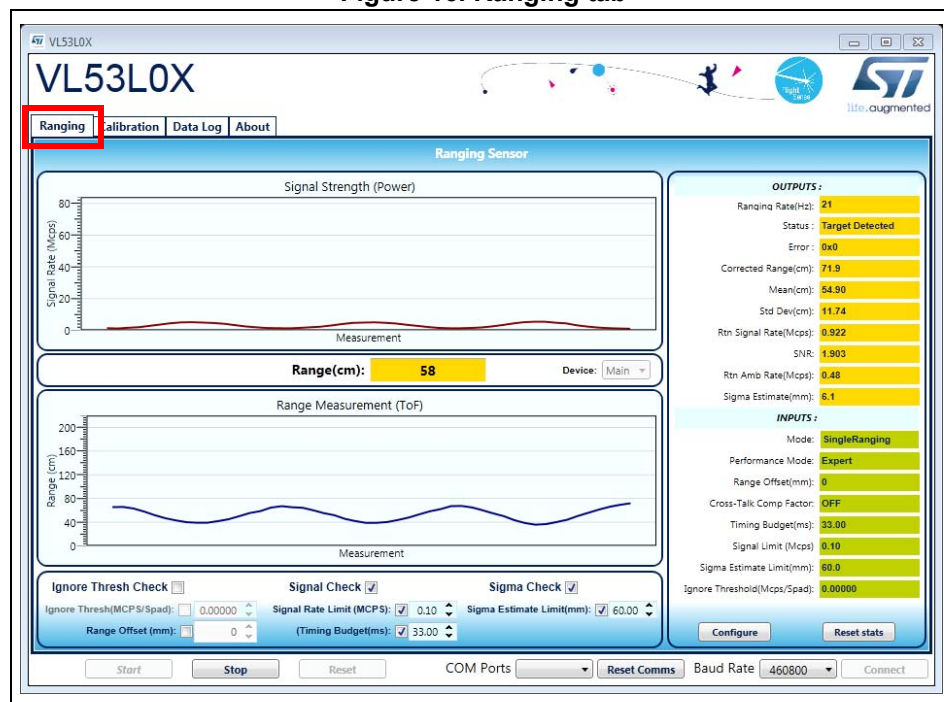 VL53L0X
VL53L0X
Flight Sense
life.augmented
Ranging Calibration Data Log About
Ranging Sensor
Signal Strength (Power)
Signal Rate (Mcps)
80
60
40
20
0
Measurement
Range(cm): 58 Device: Main
Range Measurement (ToF)
Range (cm)
200
160
120
80
40
0
Measurement
OUTPUTS :
Ranging Rate(Hz): 21
Status : Target Detected
Error : 0x0
Corrected Range(cm): 71.9
Mean(cm): 54.90
Std Dev(cm): 11.74
Rtn Signal Rate(Mcps): 0.922
SNR: 1.903
Rtn Amb Rate(Mcps): 0.48
Sigma Estimate(mm): 6.1
INPUTS :
Mode: SingleRanging
Performance Mode: Expert
Range Offset(mm): 0
Cross-Talk Comp Factor: OFF
Timing Budget(ms): 33.00
Signal Limit (Mcps) 0.10
Sigma Estimate Limit(mm): 60.0
Ignore Threshold(Mcps/Spad): 0.00000
Configure Reset stats
Ignore Thresh Check Signal Check Sigma Check
Ignore Thresh(MCPS/Spad): 0.00000 Signal Rate Limit (MCPS): 0.10 Sigma Estimate Limit(mm): 60.00
Range Offset (mm): 0 (Timing Budget(ms): 33.00
Start Stop Reset COM Ports Reset Comms Baud Rate 460800 Connect